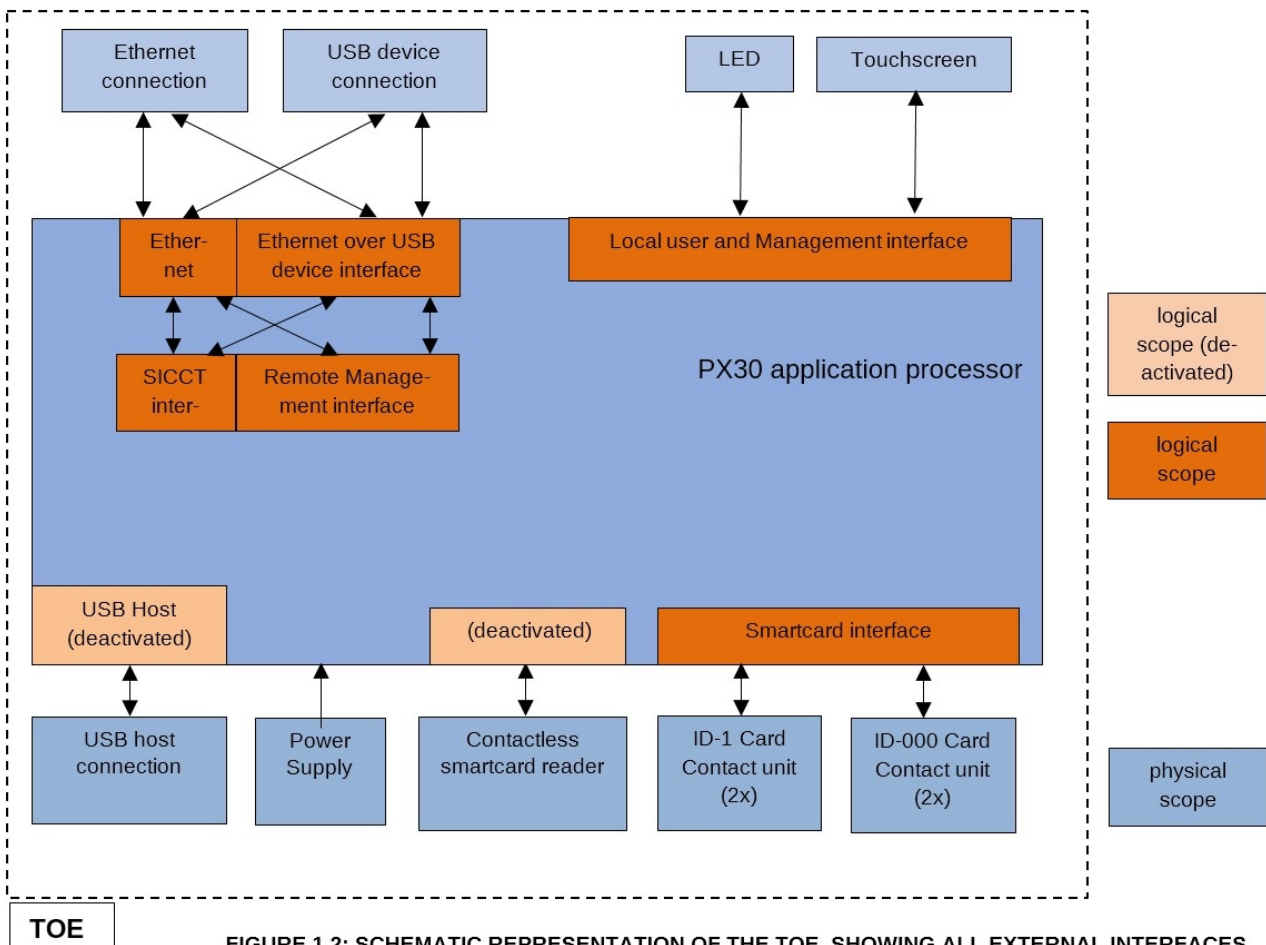 Ethernet
connection
USB device
connection
LED
Touchscreen
Ether-
net
Ethernet over USB
device interface
Local user and Management interface
SICCT
inter-
Remote Manage-
ment interface
PX30 application processor
logical
scope (de-
activated)
logical
scope
USB Host
(deactivated)
(deactivated)
Smartcard interface
USB host
connection
Power
Supply
Contactless
smartcard reader
ID-1 Card
Contact unit
(2x)
ID-000 Card
Contact unit
(2x)
physical
scope
TOE
FIGURE 1.2: SCHEMATIC REPRESENTATION OF THE TOE, SHOWING ALL EXTERNAL INTERFACES